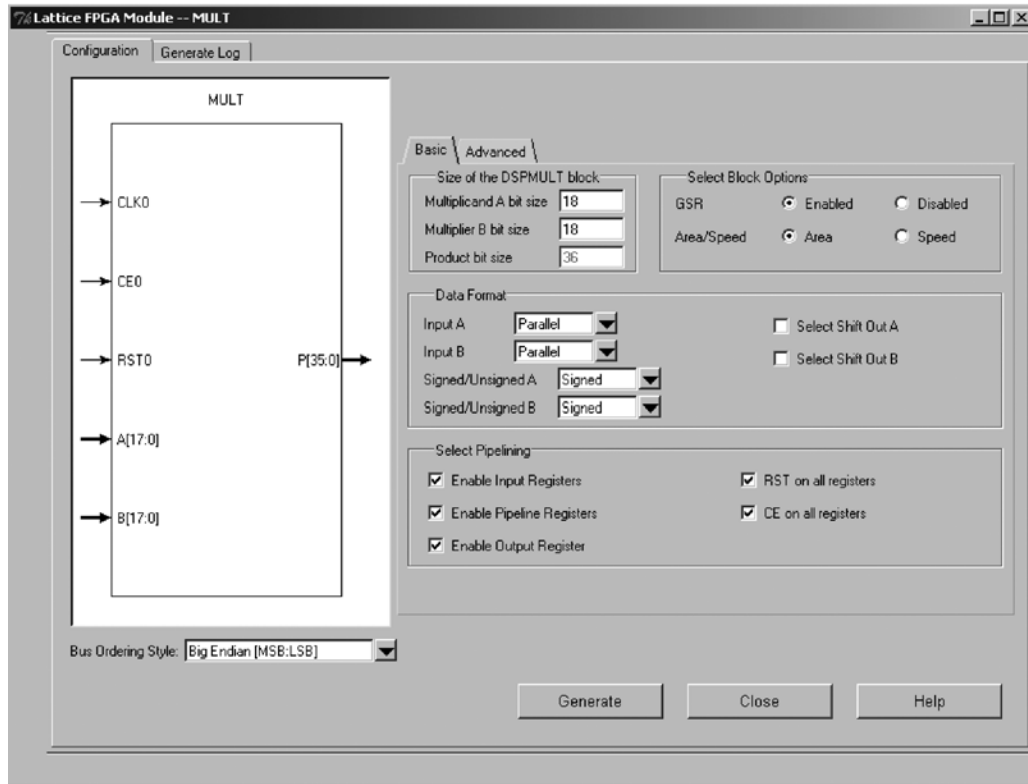 Lattice FPGA Module -- MULT
Configuration
Generate Log
MULT
CLK0
CE0
RST0
P[35:0]
A[17:0]
B[17:0]
Bus Ordering Style: Big Endian [MSB:LSB]
Basic
Advanced
Size of the DSPMULT block
Multiplicand A bit size 18
Multiplier B bit size 18
Product bit size 36
Select Block Options
GSR Enabled Disabled
Area/Speed Area Speed
Data Format
Input A Parallel
Input B Parallel
Signed/Unsigned A Signed
Signed/Unsigned B Signed
Select Shift Out A
Select Shift Out B
Select Pipelining
Enable Input Registers
Enable Pipeline Registers
Enable Output Register
RST on all registers
CE on all registers
Generate
Close
Help